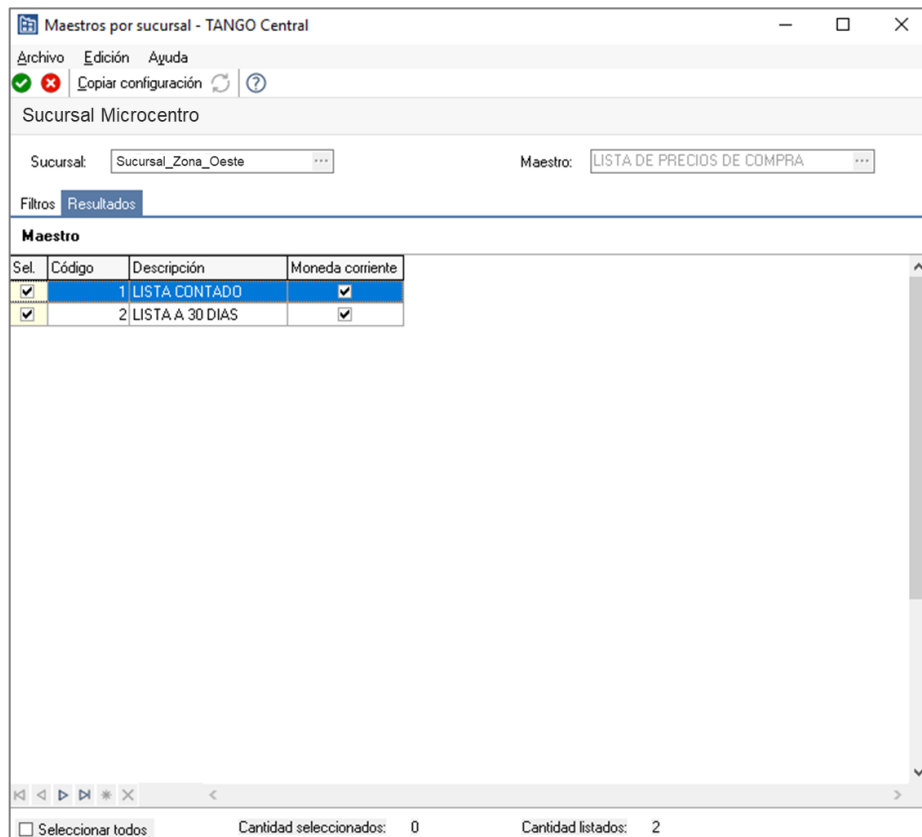 Maestros por sucursal - TANGO Central
Archivo Edición Ayuda
Copiar configuración
Sucursal Microcentro
Sucursal: Sucursal_Zona_Oeste ... Maestro: LISTA DE PRECIOS DE COMPRA ...
Filtros Resultados
Maestro
Sel. Código Descripción Moneda corriente
1 LISTA CONTADO
2 LISTA A 30 DIAS
Seleccionar todos Cantidad seleccionados: 0 Cantidad listados: 2